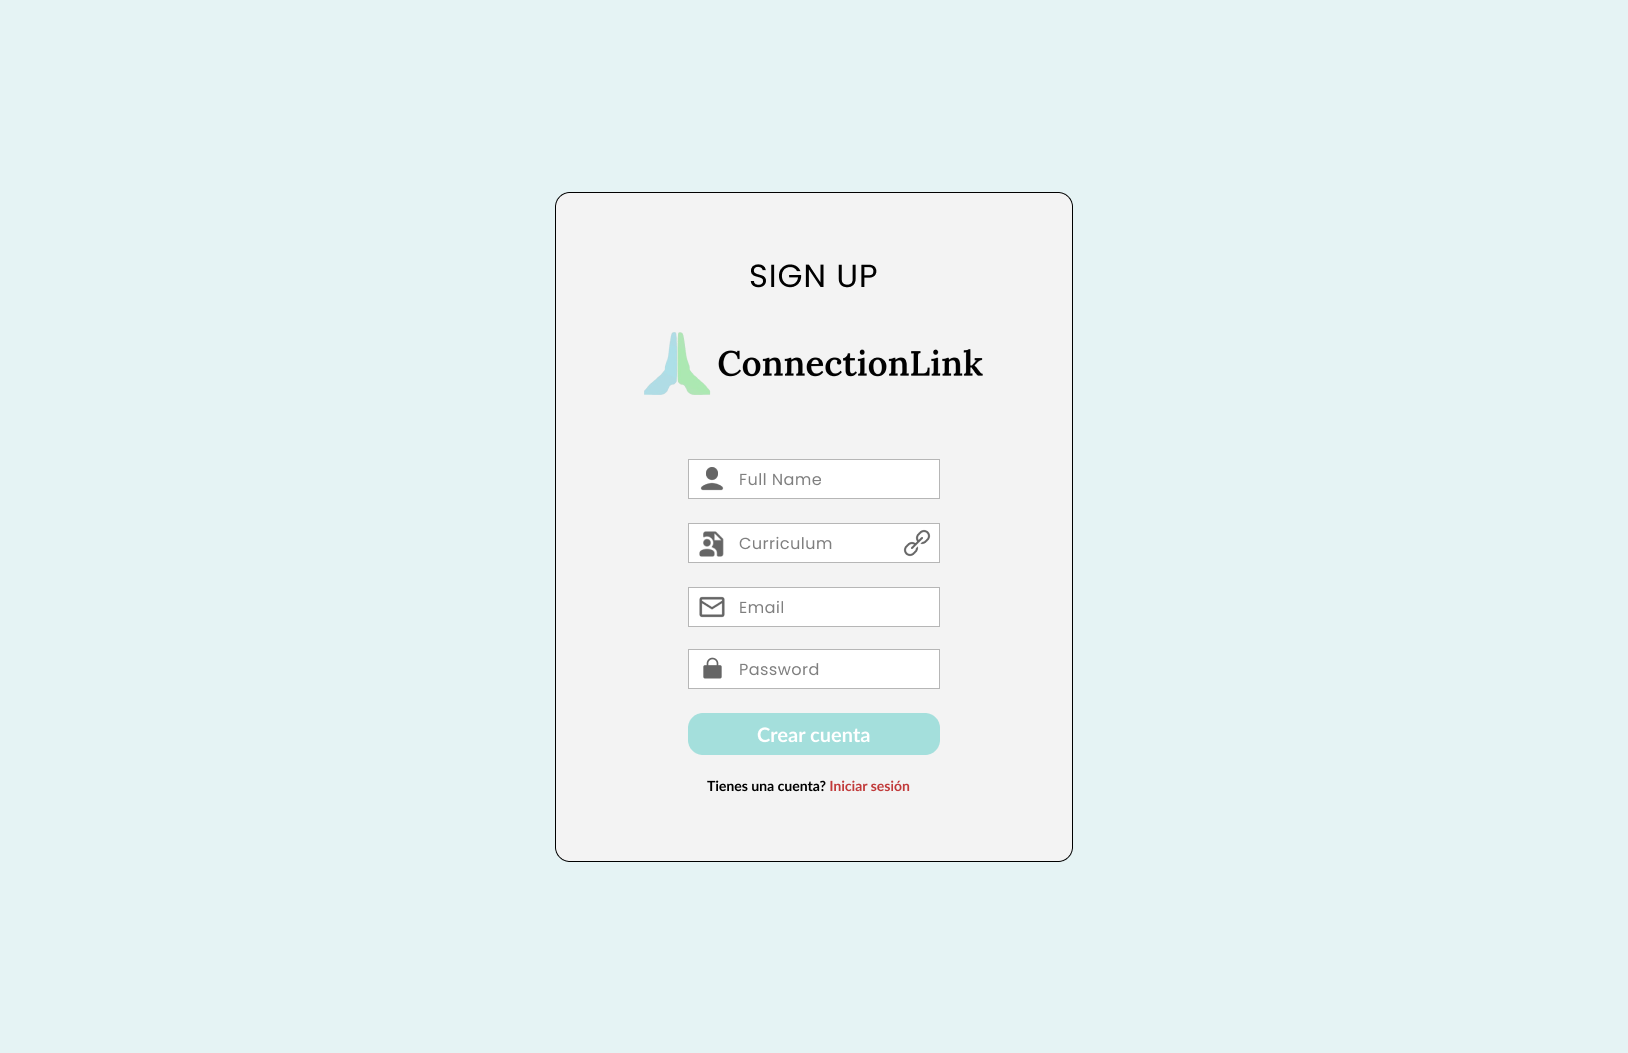 SIGN UP
ConnectionLink
Full Name
Curriculum
Email
Password
Crear cuenta
Tienes una cuenta? Iniciar sesión